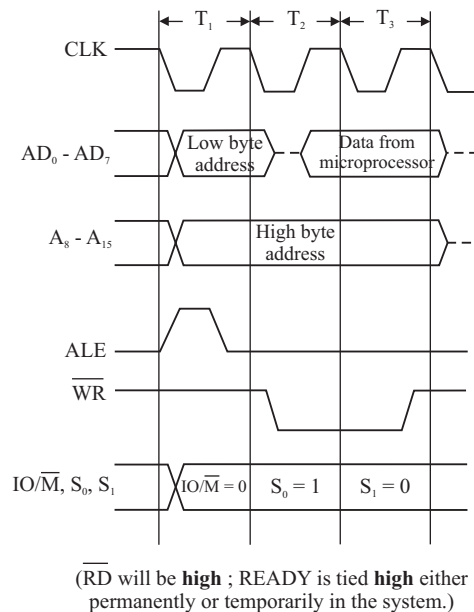 T₁ T₂ T₃
CLK
AD₀ - AD₇
Low byte
address
Data from
microprocessor
A₈ - A₁₅
High byte
address
ALE
W̅R̅
IO/M̅, S₀, S₁
IO/M̅ = 0 S₀ = 1 S₁ = 0
(R̅D̅ will be high ; READY is tied high either
permanently or temporarily in the system.)